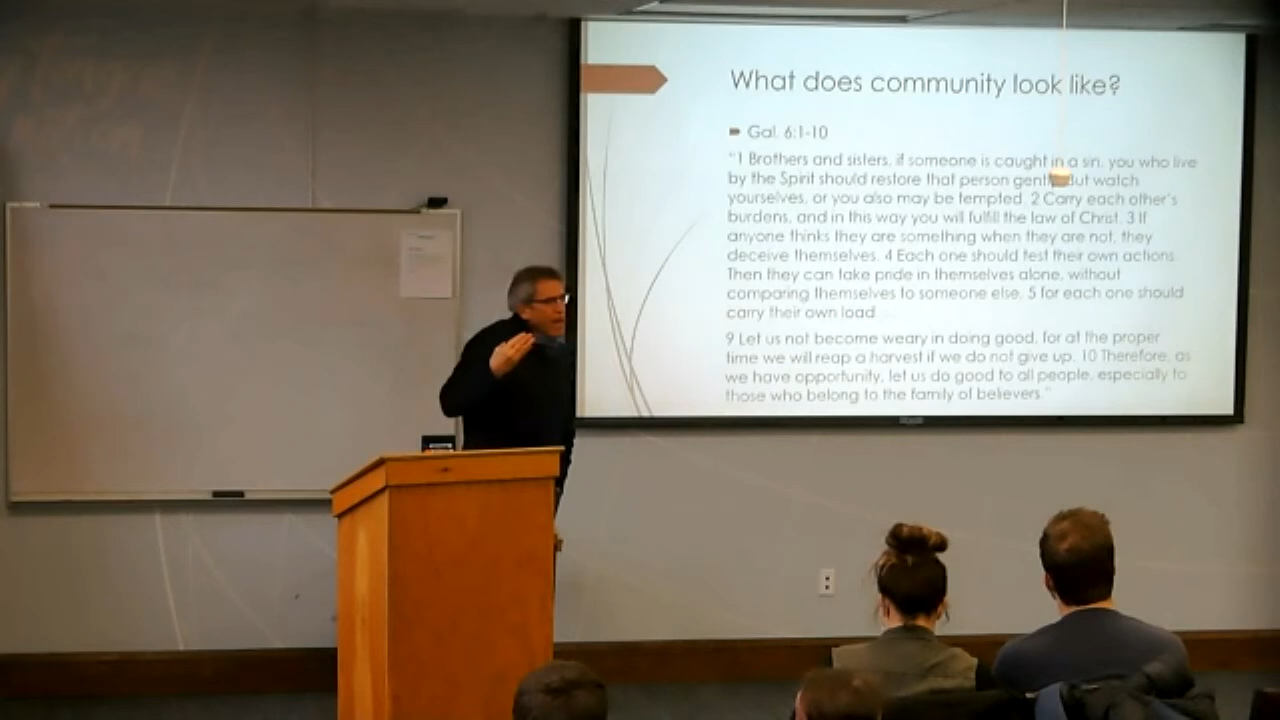 What does community look like?
Gal. 6:1-10
“1 Brothers and sisters, if someone is caught in a sin, you who live
by the Spirit should restore that person gently. But watch
yourselves, or you also may be tempted. 2 Carry each other’s
burdens, and in this way you will fulfill the law of Christ. 3 If
anyone thinks they are something when they are not, they
deceive themselves. 4 Each one should test their own actions.
Then they can take pride in themselves alone, without
comparing themselves to someone else, 5 for each one should
carry their own load
9 Let us not become weary in doing good, for at the proper
time we will reap a harvest if we do not give up. 10 Therefore, as
we have opportunity, let us do good to all people, especially to
those who belong to the family of believers.”